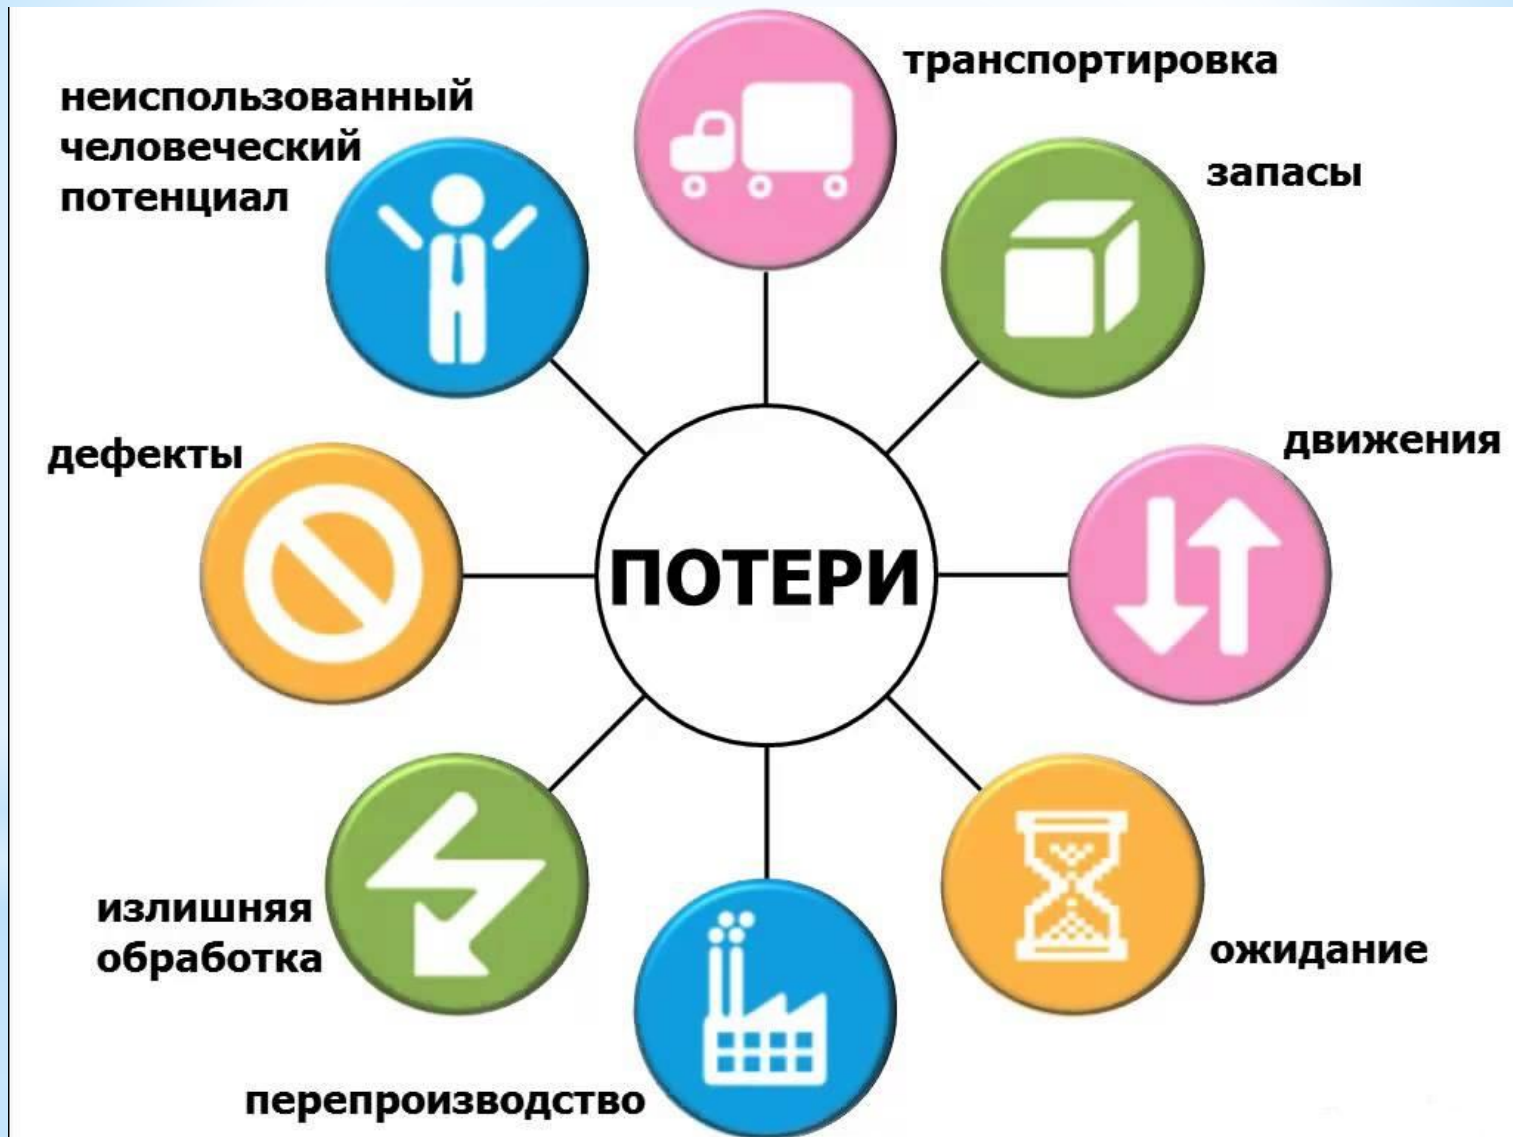 транспортировка
неиспользованный
человеческий
потенциал
запасы
дефекты
движения
ПОТЕРИ
излишняя
обработка
ожидание
перепроизводство